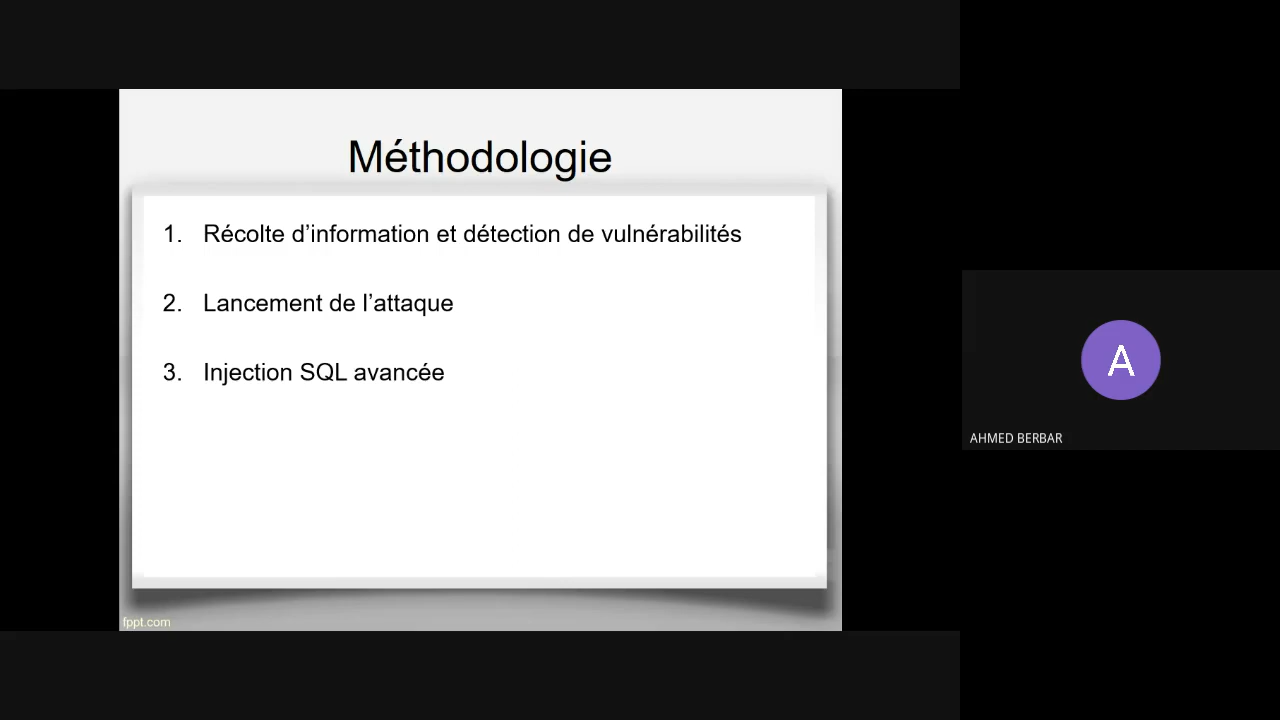 Méthodologie
1. Récolte d’information et détection de vulnérabilités
2. Lancement de l’attaque
3. Injection SQL avancée
fppt.com
A
AHMED BERBAR